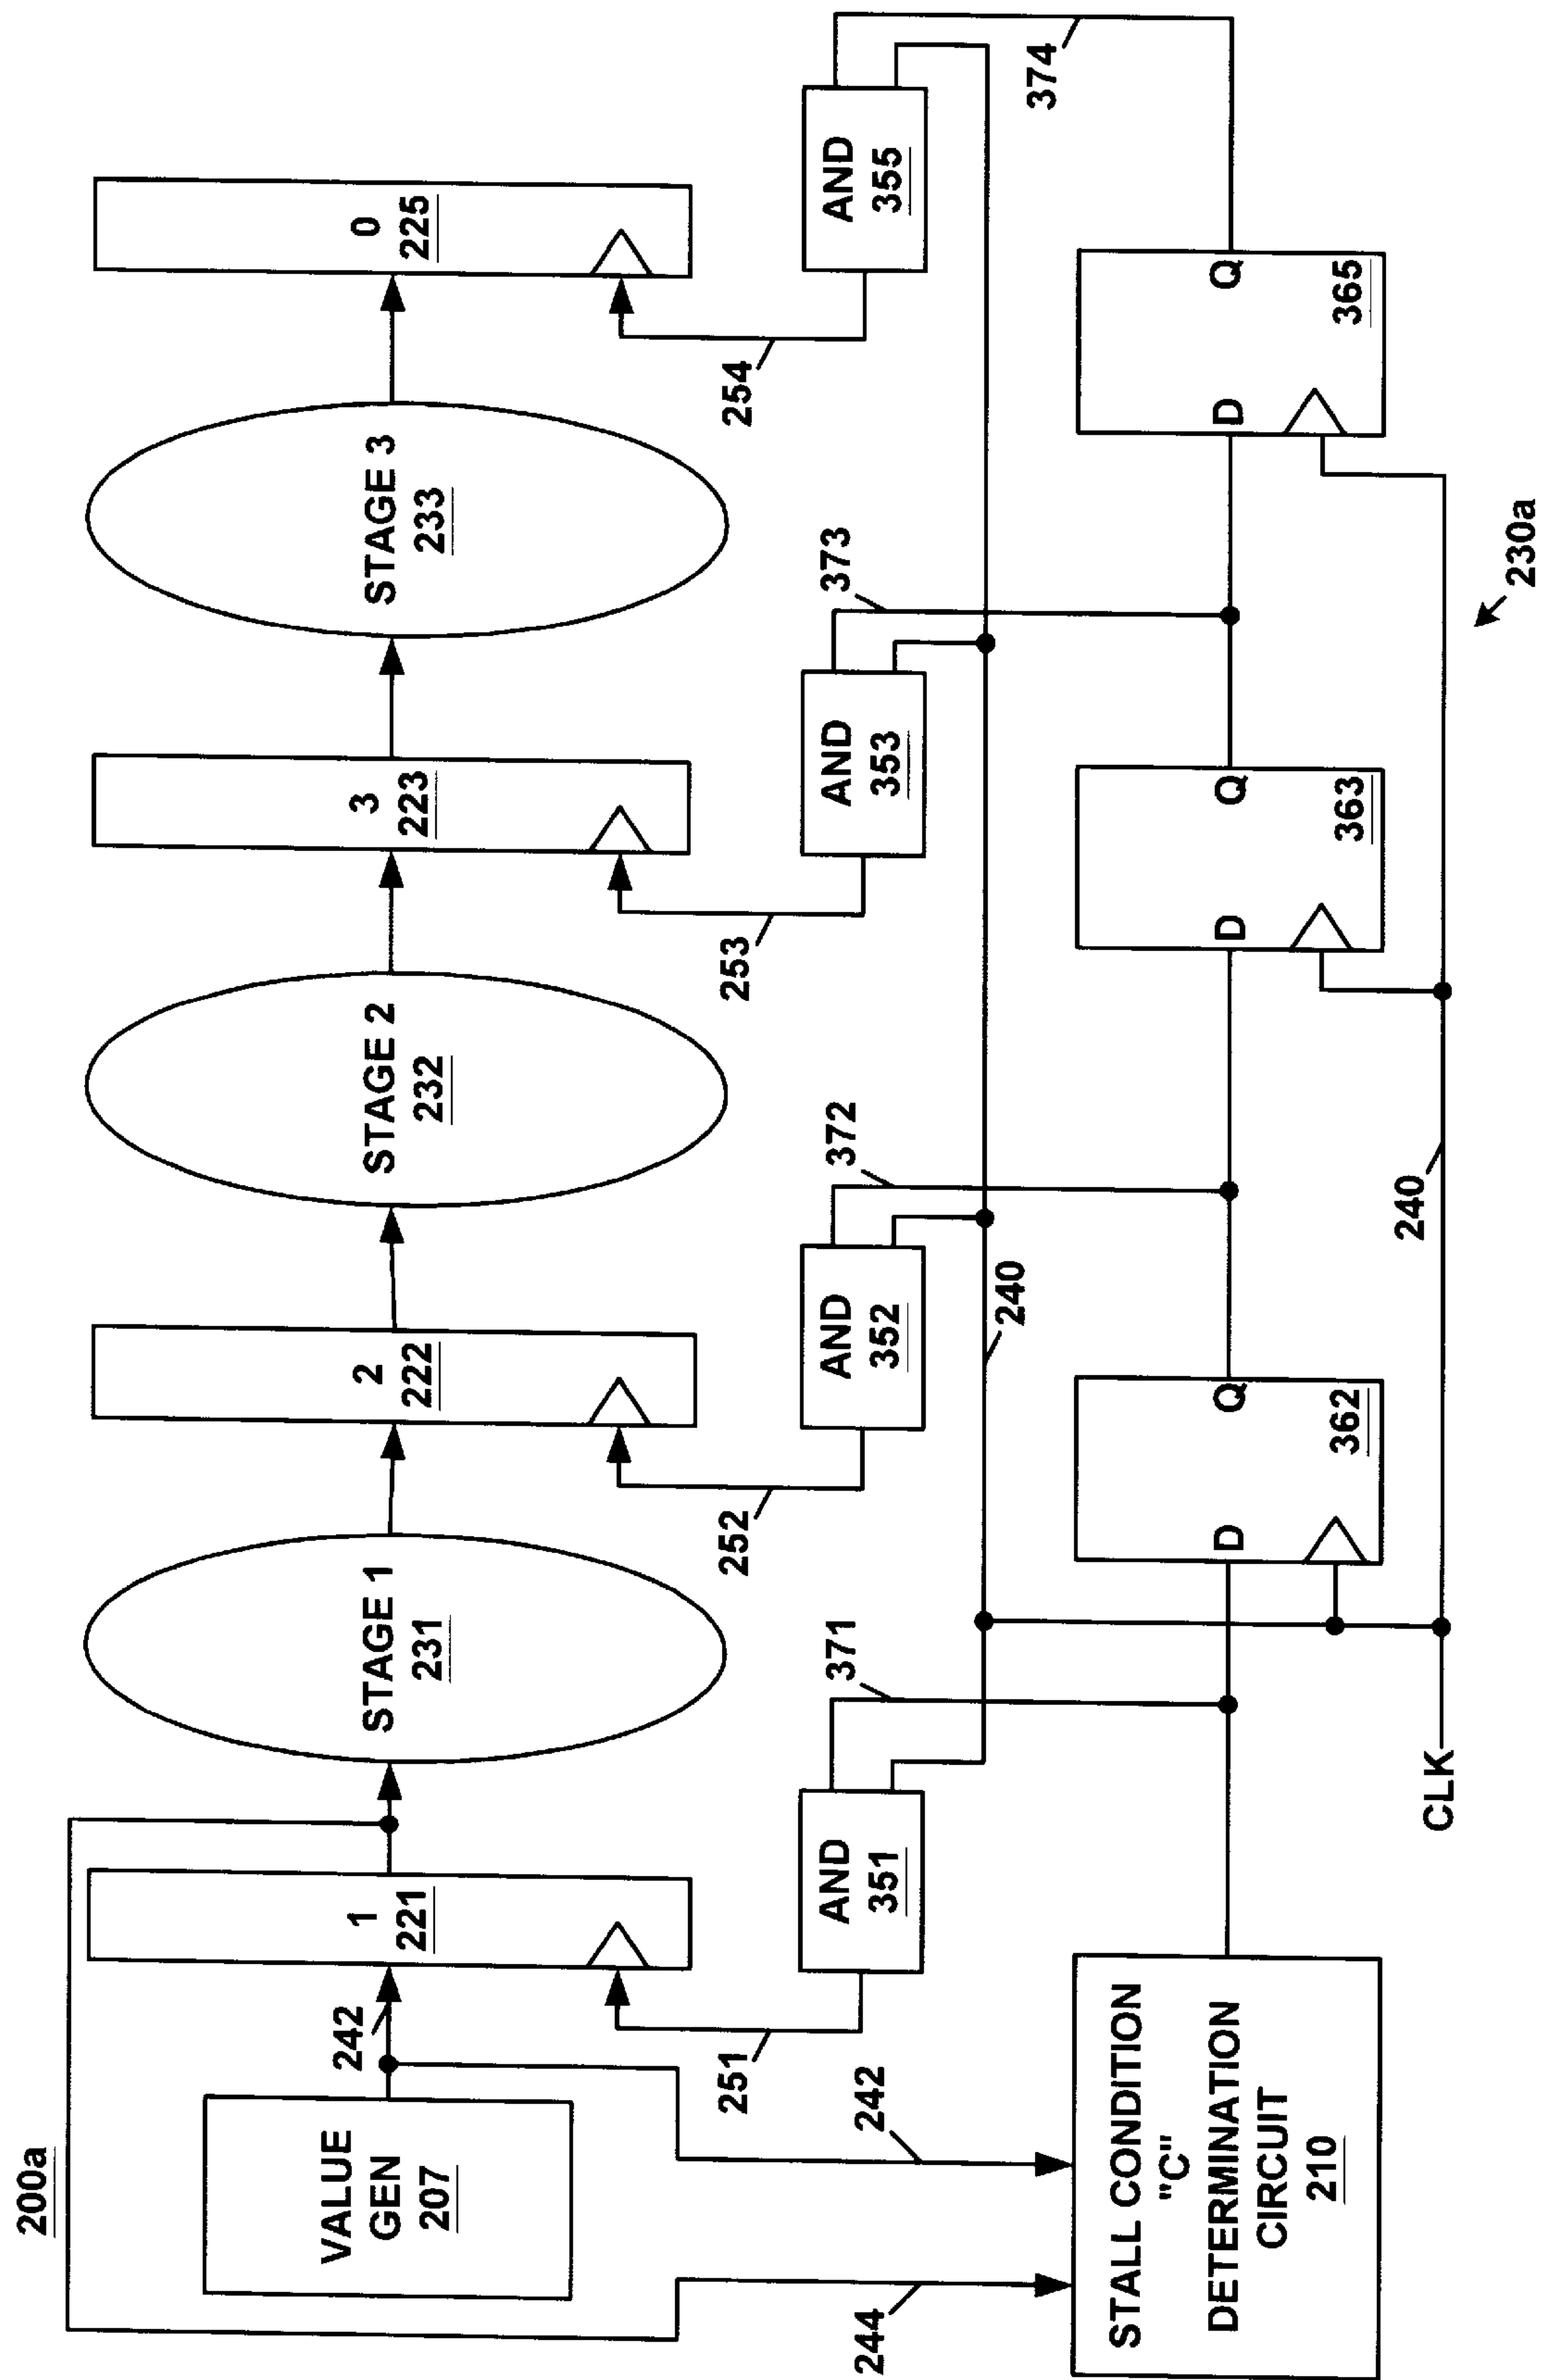 200a
VALUE
GEN
207
242
1
221
STAGE 1
231
2
222
STAGE 2
232
3
223
STAGE 3
233
0
225
251
252
253
254
AND
351
AND
352
AND
353
AND
355
244
242
371
372
373
374
240
STALL CONDITION
"C"
DETERMINATION
CIRCUIT
210
D
Q
362
D
Q
363
D
Q
365
CLK
240
230a